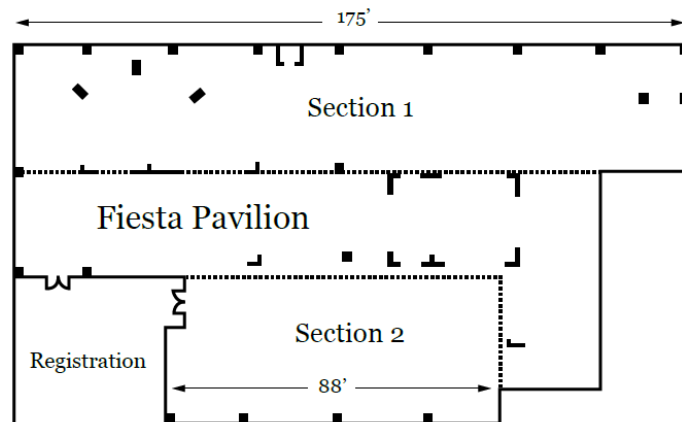 175’
Section 1
Fiesta Pavilion
Section 2
Registration
88’